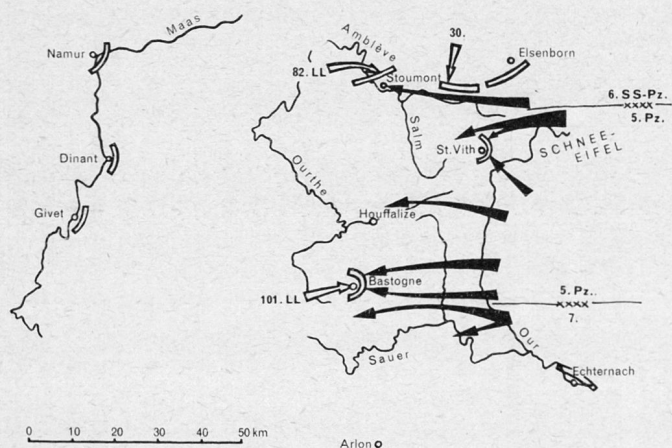 Maas
Namur
Amblève
30.
Elsenborn
82. LL
Stoumont
6. SS-Pz.
5. Pz.
Salm
St.Vith
SCHNEE-
EIFEL
Dinant
Ourthe
Givet
Houffalize
Bastogne
101. LL
5. Pz.
7.
Our
Sauer
Echternach
0 10 20 30 40 50 km
Arlon